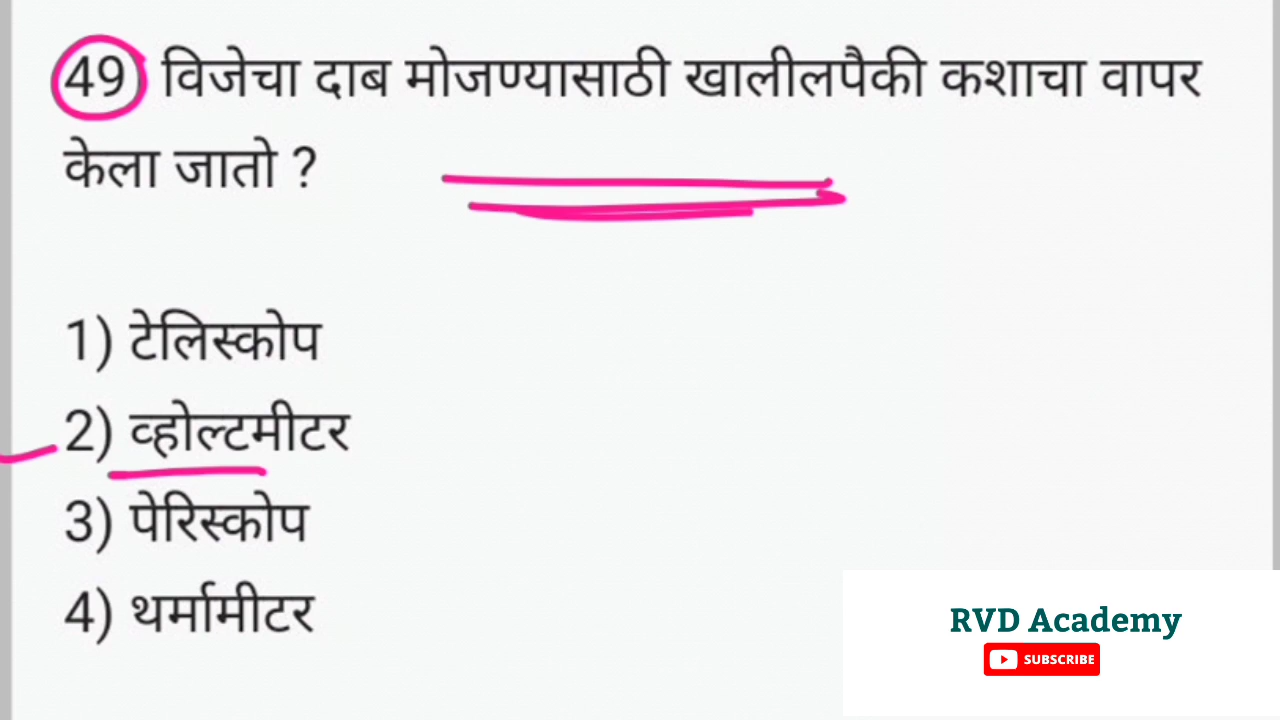 49) विजेचा दाब मोजण्यासाठी खालीलपैकी कशाचा वापर
केला जातो ?
1) टेलिस्कोप
2) व्होल्टमीटर
3) पेरिस्कोप
4) थर्मामीटर
RVD Academy
SUBSCRIBE